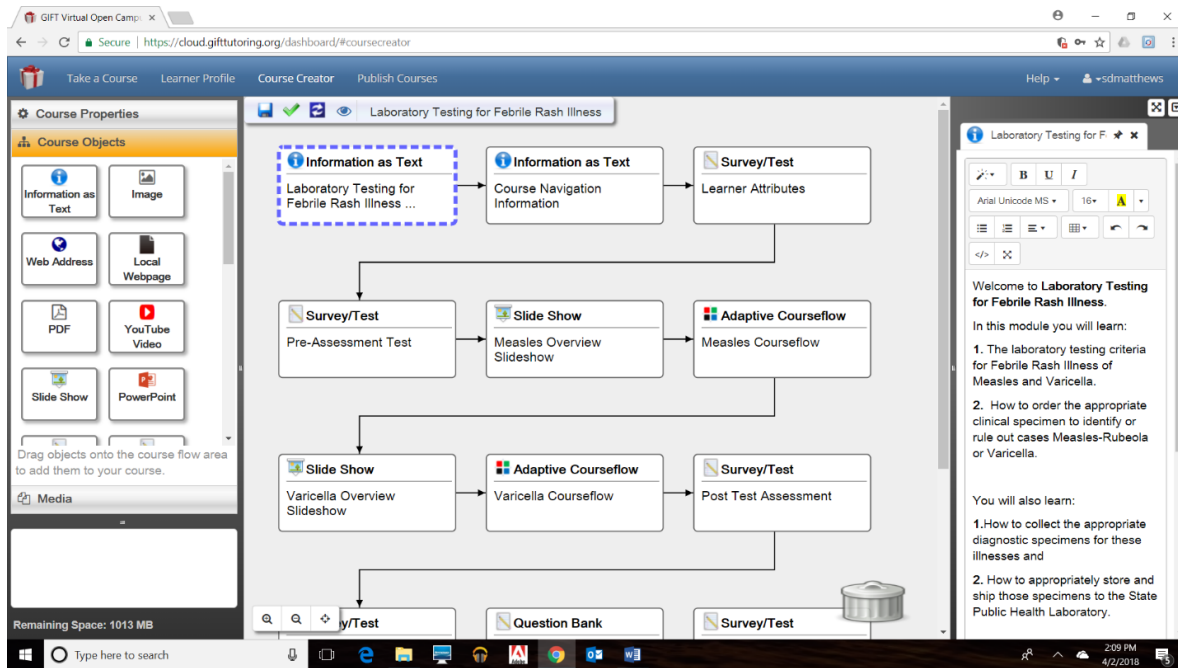 GIFT Virtual Open Campu
Secure | https://cloud.gifttutoring.org/dashboard/#coursecreator
Take a Course Learner Profile Course Creator Publish Courses Help sdmatthews
Course Properties
Course Objects
Information as
Text
Image
Web Address
Local
Webpage
PDF
YouTube
Video
Slide Show
PowerPoint
Drag objects onto the course flow area
to add them to your course.
Media
Remaining Space: 1013 MB
Laboratory Testing for Febrile Rash Illness
Information as Text
Laboratory Testing for
Febrile Rash Illness ...
Information as Text
Course Navigation
Information
Survey/Test
Learner Attributes
Survey/Test
Pre-Assessment Test
Slide Show
Measles Overview
Slideshow
Adaptive Courseflow
Measles Courseflow
Slide Show
Varicella Overview
Slideshow
Adaptive Courseflow
Varicella Courseflow
Survey/Test
Post Test Assessment
y/Test
Question Bank
Survey/Test
Laboratory Testing for F
B U I
Arial Unicode MS 16 A
</>
Welcome to Laboratory Testing
for Febrile Rash Illness.
In this module you will learn:
1. The laboratory testing criteria
for Febrile Rash Illness of
Measles and Varicella.
2. How to order the appropriate
clinical specimen to identify or
rule out cases Measles-Rubeola
or Varicella.
You will also learn:
1.How to collect the appropriate
diagnostic specimens for these
illnesses and
2. How to appropriately store and
ship those specimens to the State
Public Health Laboratory.
Type here to search
2:09 PM
4/2/2018
5